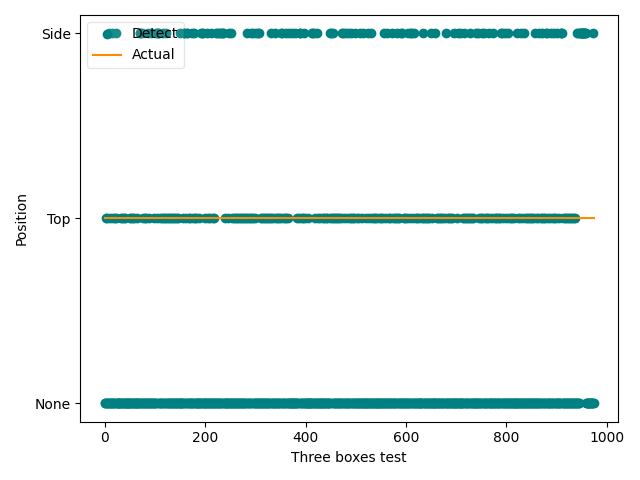 Side
Detect
Actual
Top
Position
None
0 200 400 600 800 1000
Three boxes test